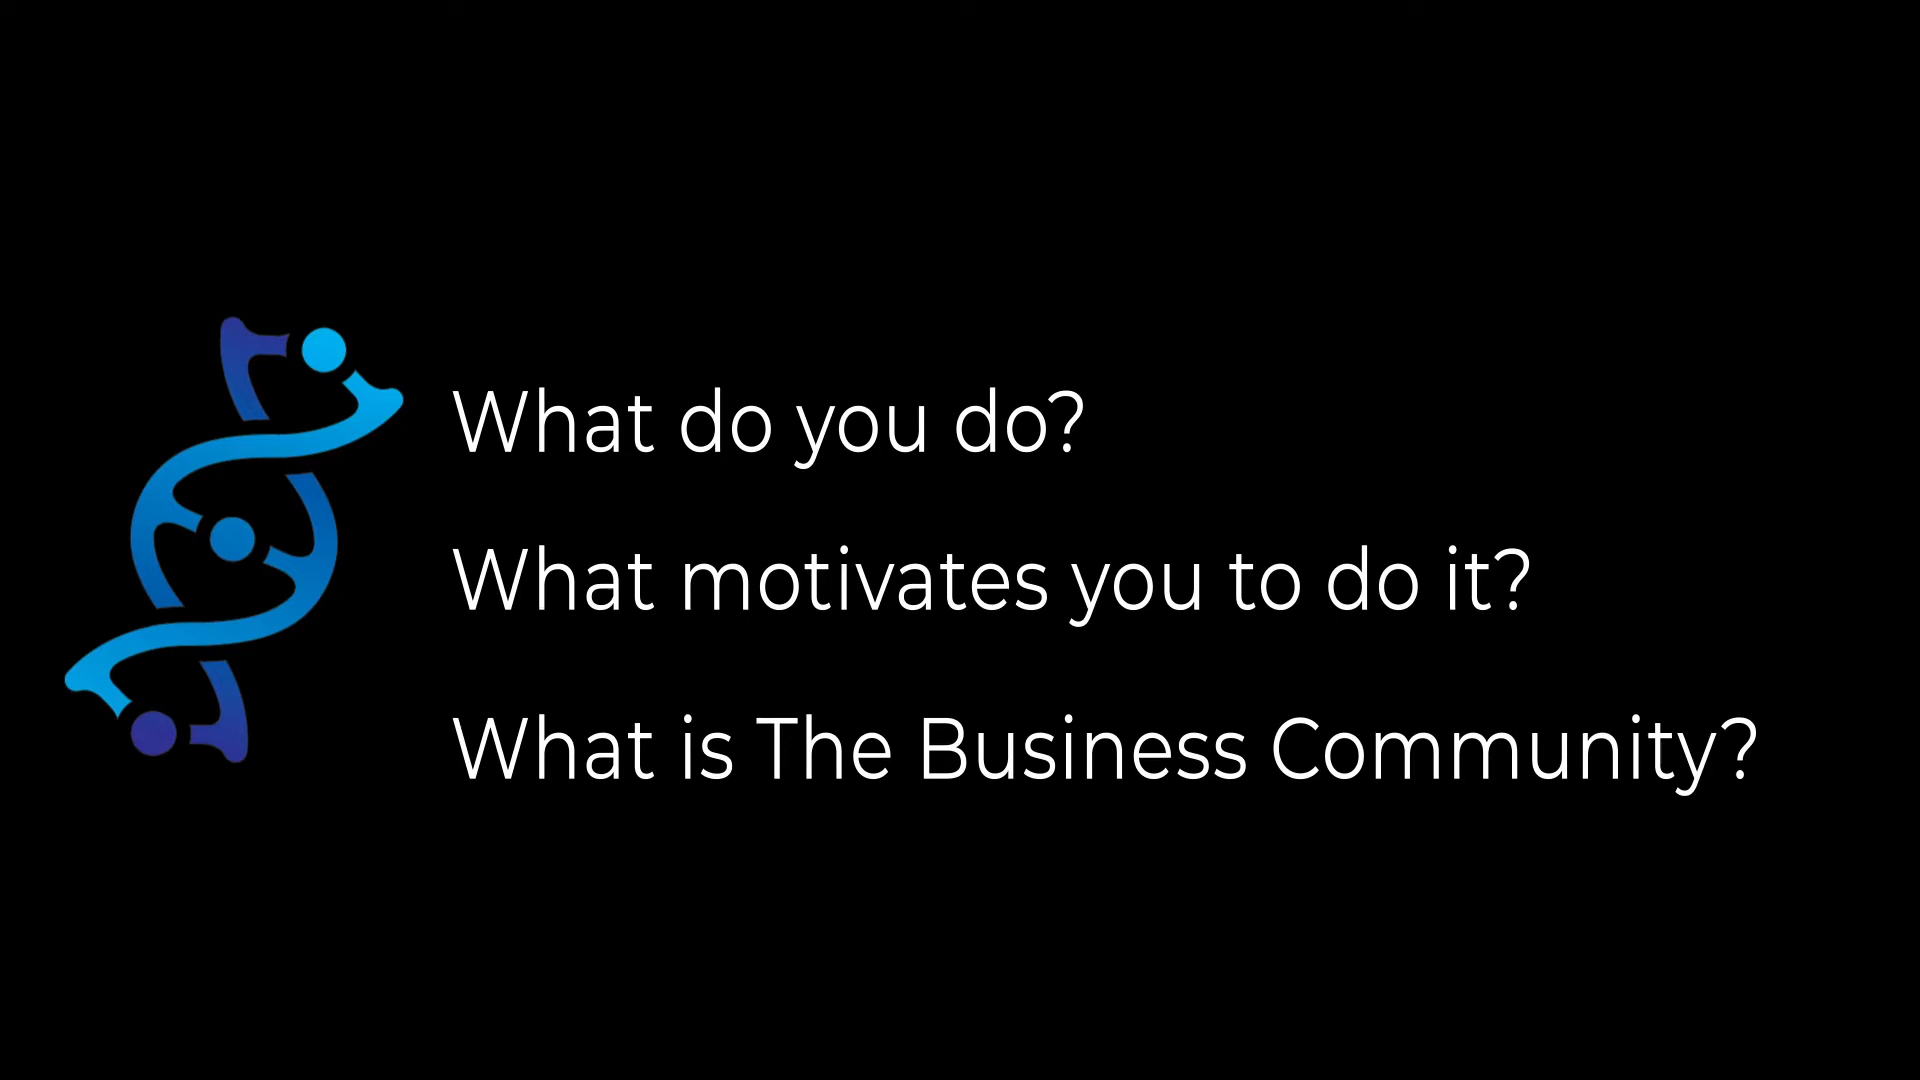 What do you do?
What motivates you to do it?
What is The Business Community?